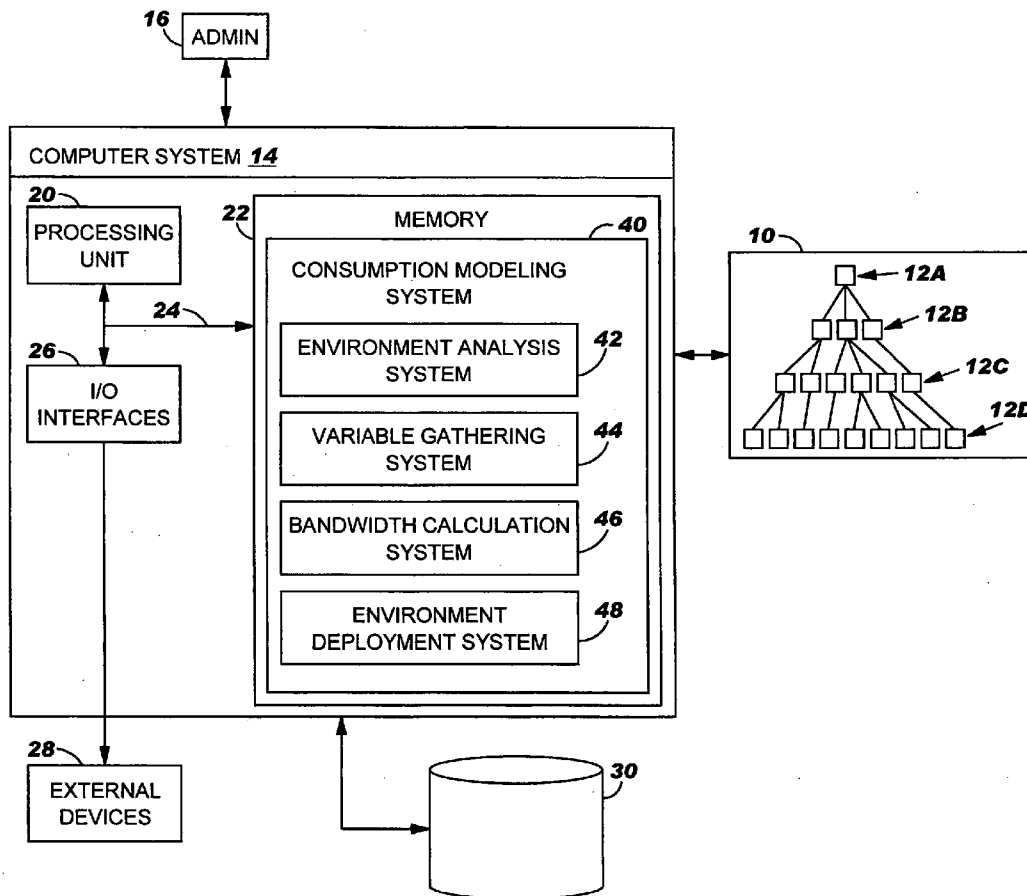 16
ADMIN
COMPUTER SYSTEM 14
20
PROCESSING
UNIT
24
26
I/O
INTERFACES
22
MEMORY
40
CONSUMPTION MODELING
SYSTEM
ENVIRONMENT ANALYSIS
SYSTEM
42
VARIABLE GATHERING
SYSTEM
44
BANDWIDTH CALCULATION
SYSTEM
46
ENVIRONMENT
DEPLOYMENT SYSTEM
48
10
12A
12B
12C
12D
28
EXTERNAL
DEVICES
30